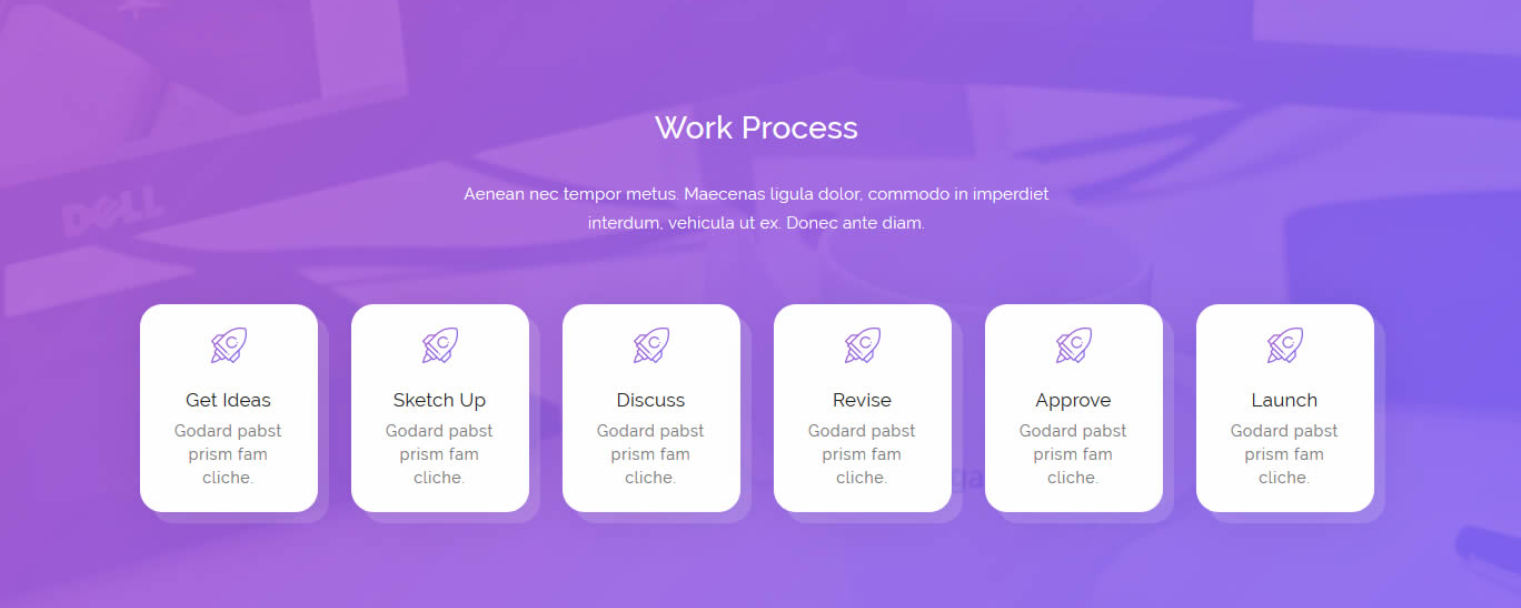 Work Process
Aenean nec tempor metus. Maecenas ligula dolor, commodo in imperdiet
interdum, vehicula ut ex. Donec ante diam.
DELL
Get Ideas
Godard pabst
prism fam
cliche.
Sketch Up
Godard pabst
prism fam
cliche.
Discuss
Godard pabst
prism fam
cliche.
Revise
Godard pabst
prism fam
cliche.
Approve
Godard pabst
prism fam
cliche.
Launch
Godard pabst
prism fam
cliche.